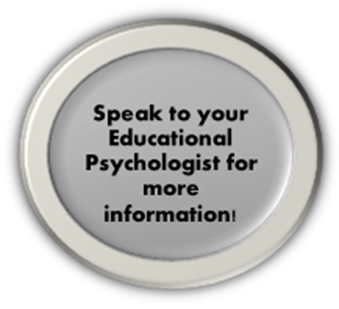 Speak to your
Educational
Psychologist for
more
information!